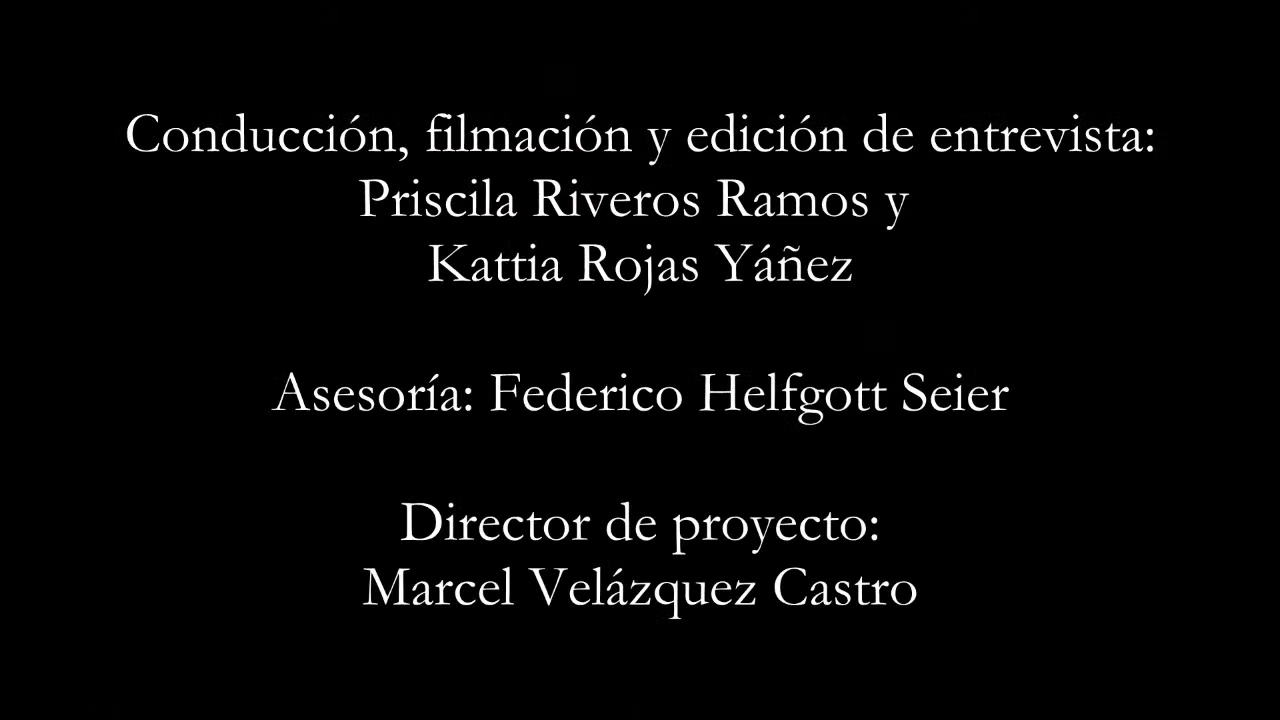 Conducción, filmación y edición de entrevista:
Priscila Riveros Ramos y
Kattia Rojas Yáñez
Asesoría: Federico Helfgott Seier
Director de proyecto:
Marcel Velázquez Castro